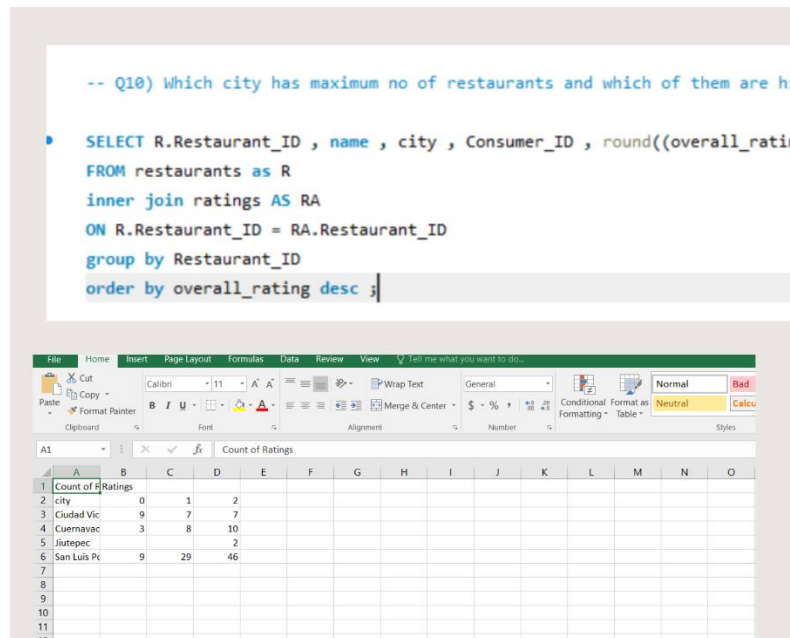 -- Q10) Which city has maximum no of restaurants and which of them are
SELECT R.Restaurant_ID , name , city , Consumer_ID , round((
FROM restaurants as R
inner join ratings AS RA
ON R.Restaurant_ID = RA.Restaurant_ID
group by Restaurant_ID
order by overall_rating desc ;
File Home Insert Page Layout Formulas Data Review View Tell me what you want to do...
Paste
Cut
Copy
Format Painter
Clipboard
Calibri 11 A A
B I U A
Font
Wrap Text
Merge & Center
Alignment
General
$ % ,
Number
Conditional Formatting
Format as Table
Normal Bad
Neutral
Styles
A1 fx Count of Ratings
A B C D E F G H I J K L M N O
1 Count of Ratings
2 city 0 1 2
3 Ciudad Vic 9 7 7
4 Cuernavac 3 8 10
5 Jiutepec 2
6 San Luis 9 29 46
7
8
9
10
11